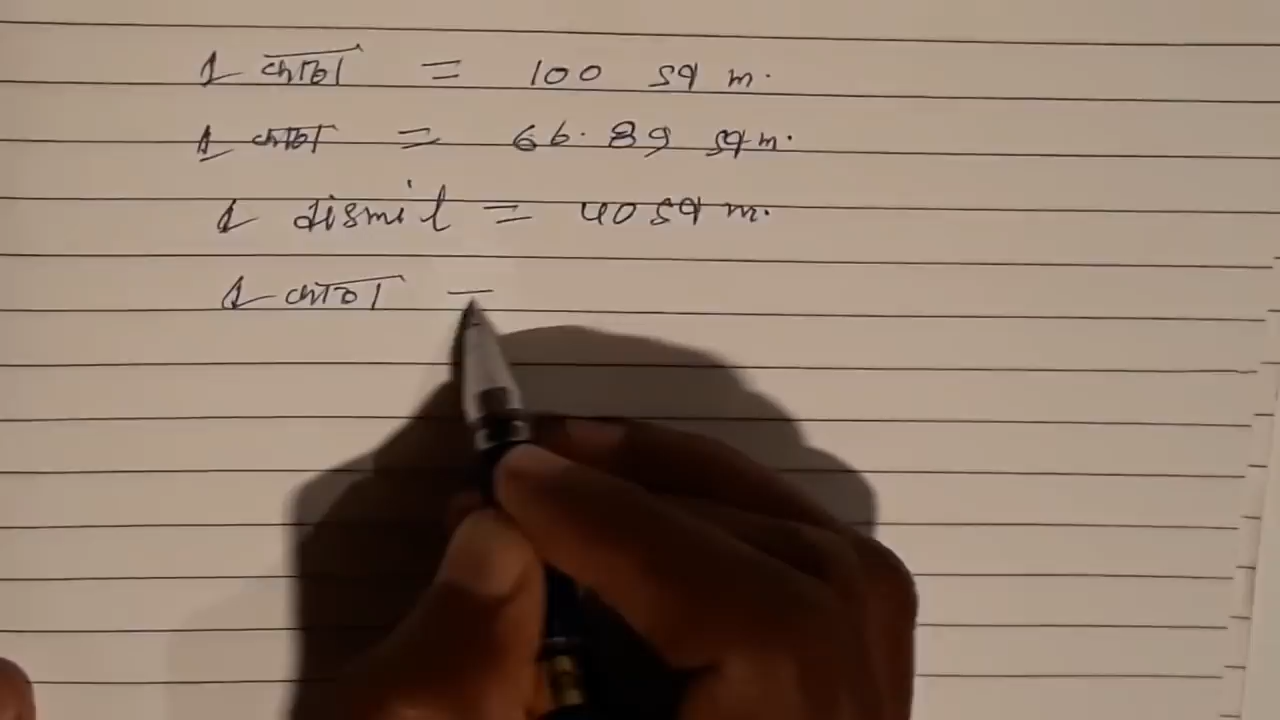 1 काठा = 100 sq m.
1 काठा = 66.89 sq m.
1 dismil = 40 sq m.
1 काठा –